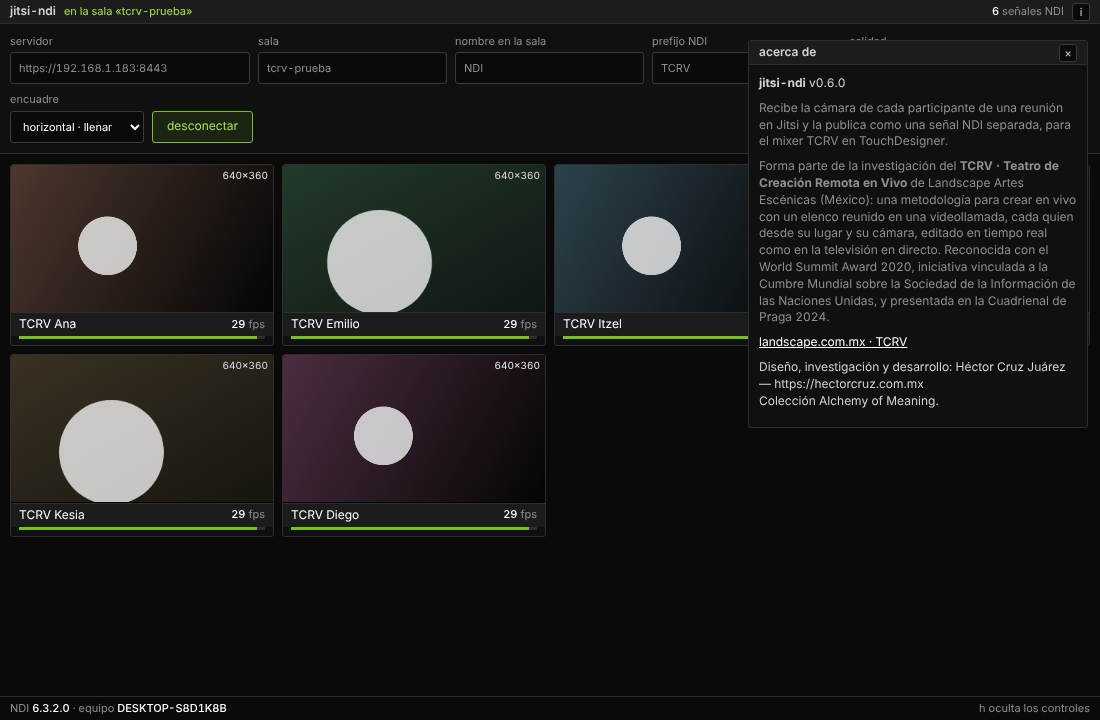 jitsi-ndi en la sala «tcrv-prueba»
6 señales NDI i
servidor
sala
nombre en la sala
prefijo NDI
https://192.168.1.183:8443
tcrv-prueba
NDI
TCRV
encuadre
horizontal · llenar
desconectar
acerca de ×
jitsi-ndi v0.6.0
Recibe la cámara de cada participante de una reunión
en Jitsi y la publica como una señal NDI separada, para
el mixer TCRV en TouchDesigner.
Forma parte de la investigación del TCRV · Teatro de
Creación Remota en Vivo de Landscape Artes
Escénicas (México): una metodología para crear en vivo
con un elenco reunido en una videollamada, cada quien
desde su lugar y su cámara, editado en tiempo real
como en la televisión en directo. Reconocida con el
World Summit Award 2020, iniciativa vinculada a la
Cumbre Mundial sobre la Sociedad de la Información de
las Naciones Unidas, y presentada en la Cuadrienal de
Praga 2024.
landscape.com.mx · TCRV
Diseño, investigación y desarrollo: Héctor Cruz Juárez
— https://hectorcruz.com.mx
Colección Alchemy of Meaning.
640×360
640×360
TCRV Ana 29 fps
TCRV Emilio 29 fps
TCRV Itzel
640×360
640×360
TCRV Kesia 29 fps
TCRV Diego 29 fps
NDI 6.3.2.0 · equipo DESKTOP-S8D1K8B
h oculta los controles